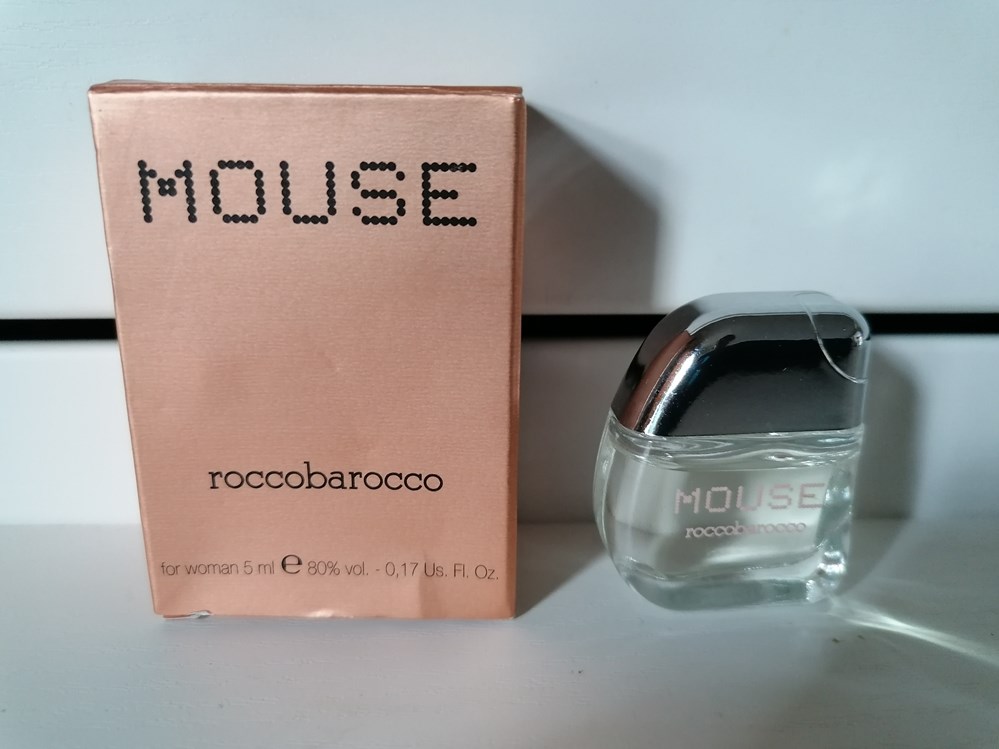 MOUSE
roccobarocco
for woman 5 ml e 80% vol. - 0,17 Us. Fl. Oz.
MOUSE
roccobarocco